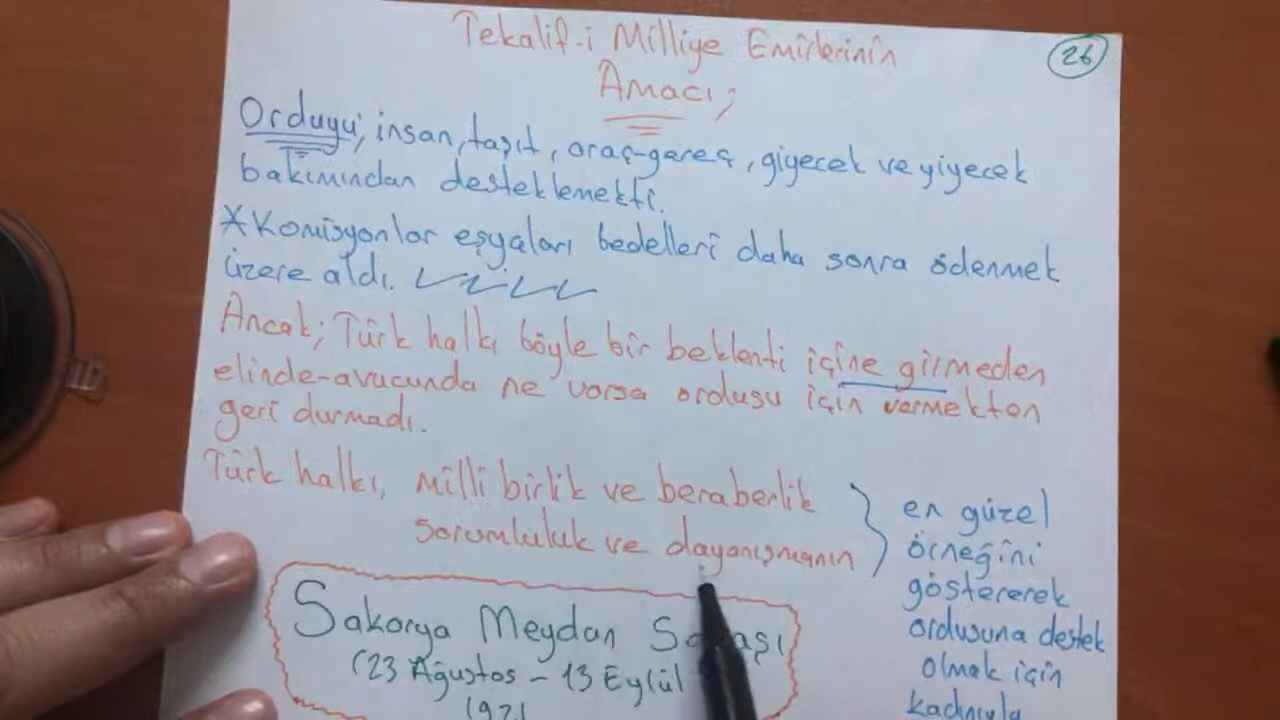 Tekalif-i Milliye Emirlerinin
26
Amacı;
Orduyu; insan, taşıt, araç-gereç, giyecek ve yiyecek
bakımından desteklemekti.
*Komisyonlar eşyaları bedelleri daha sonra ödenmek
üzere aldı.
Ancak; Türk halkı böyle bir beklenti içine girmeden
elinde-avucunda ne varsa ordusu için vermekten
geri durmadı.
Türk halkı, milli birlik ve beraberlik
sorumluluk ve dayanışmanın
en güzel
örneğini
göstererek
ordusuna destek
olmak için
kadınıyla
Sakarya Meydan Savaşı
(23 Ağustos - 13 Eylül
1921